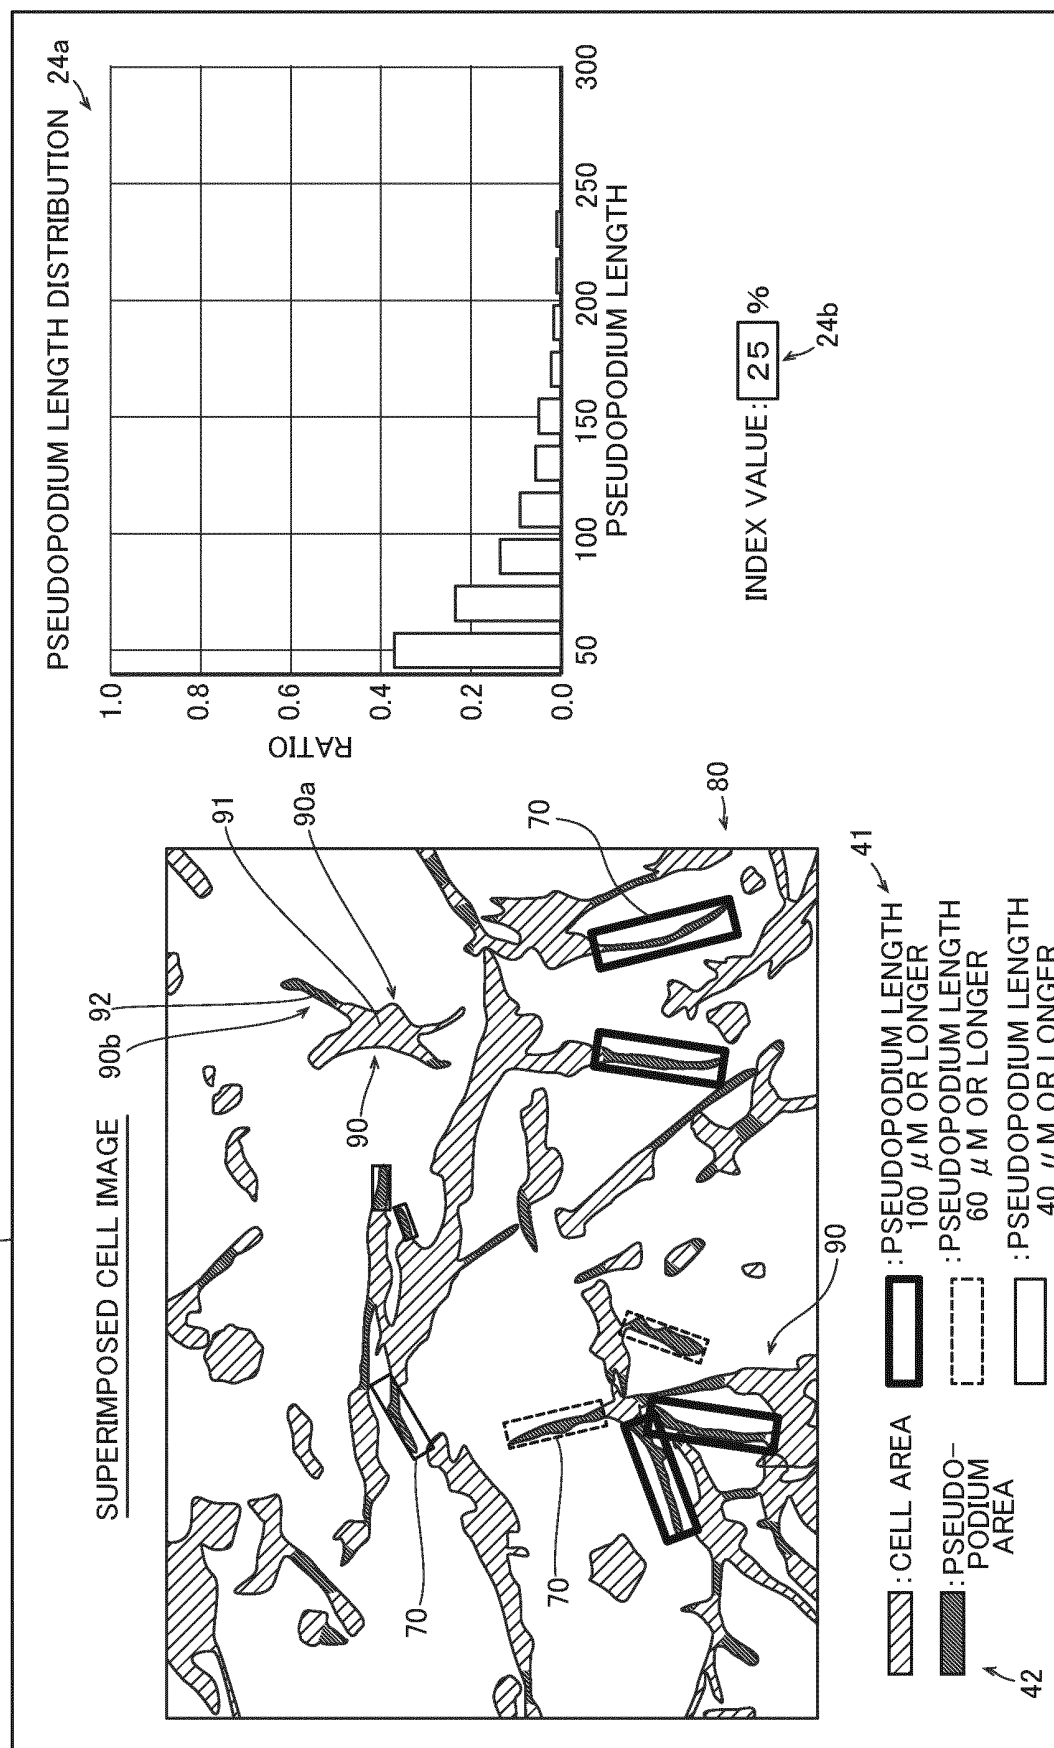 SUPERIMPOSED CELL IMAGE
90b
92
91
90a
90
70
80
70
70
90
:CELL AREA
:PSEUDO-
PODIUM
AREA
42
:PSEUDOPODIUM LENGTH
100 μM OR LONGER
:PSEUDOPODIUM LENGTH
60 μM OR LONGER
:PSEUDOPODIUM LENGTH
40 μM OR LONGER
41
PSEUDOPODIUM LENGTH DISTRIBUTION 24a
RATIO
1.0
0.8
0.6
0.4
0.2
0.0
50 100 150 200 250 300
PSEUDOPODIUM LENGTH
INDEX VALUE: 25 %
24b